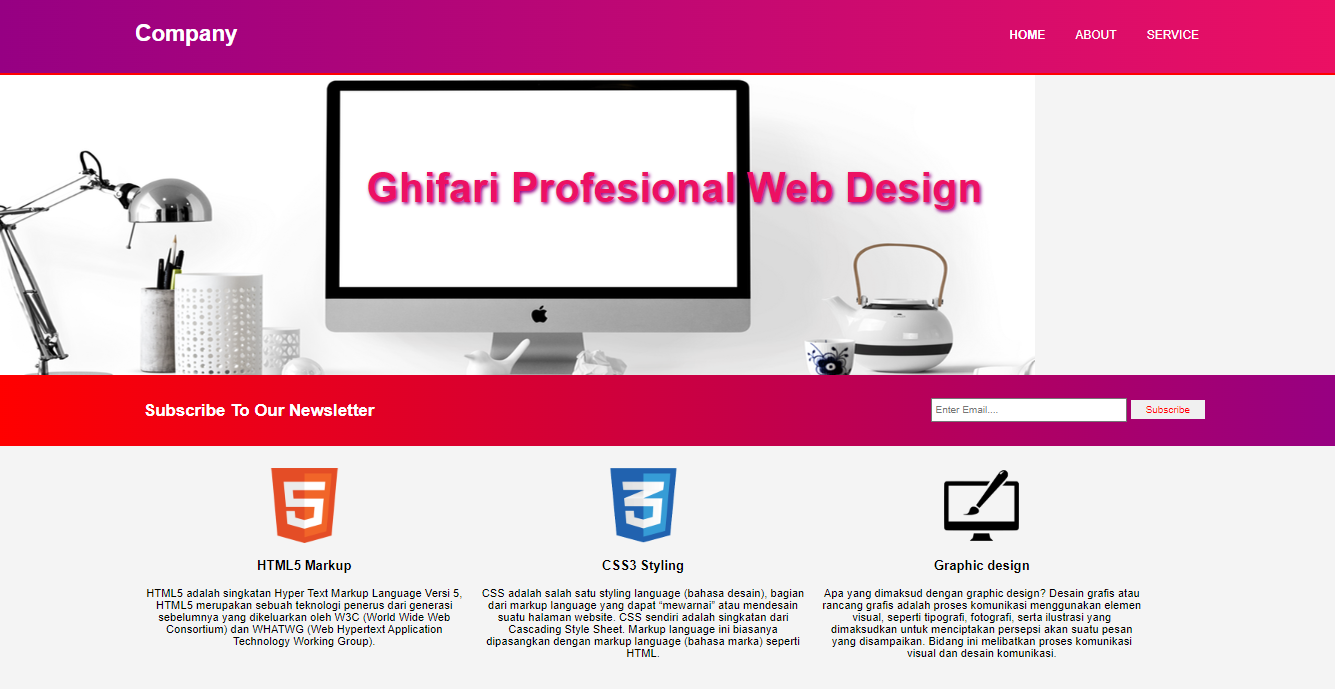 Company
HOME ABOUT SERVICE
Ghifari Profesional Web Design
Subscribe To Our Newsletter
Enter Email.... Subscribe
HTML5 Markup
HTML5 adalah singkatan Hyper Text Markup Language Versi 5,
HTML5 merupakan sebuah teknologi penerus dari generasi
sebelumnya yang dikeluarkan oleh W3C (World Wide Web
Consortium) dan WHATWG (Web Hypertext Application
Technology Working Group).
CSS3 Styling
CSS adalah salah satu styling language (bahasa desain), bagian
dari markup language yang dapat “mewarnai” atau mendesain
suatu halaman website. CSS sendiri adalah singkatan dari
Cascading Style Sheet. Markup language ini biasanya
dipasangkan dengan markup language (bahasa marka) seperti
HTML.
Graphic design
Apa yang dimaksud dengan graphic design? Desain grafis atau
rancang grafis adalah proses komunikasi menggunakan elemen
visual, seperti tipografi, fotografi, serta ilustrasi yang
dimaksudkan untuk menciptakan persepsi akan suatu pesan
yang disampaikan. Bidang ini melibatkan proses komunikasi
visual dan desain komunikasi.